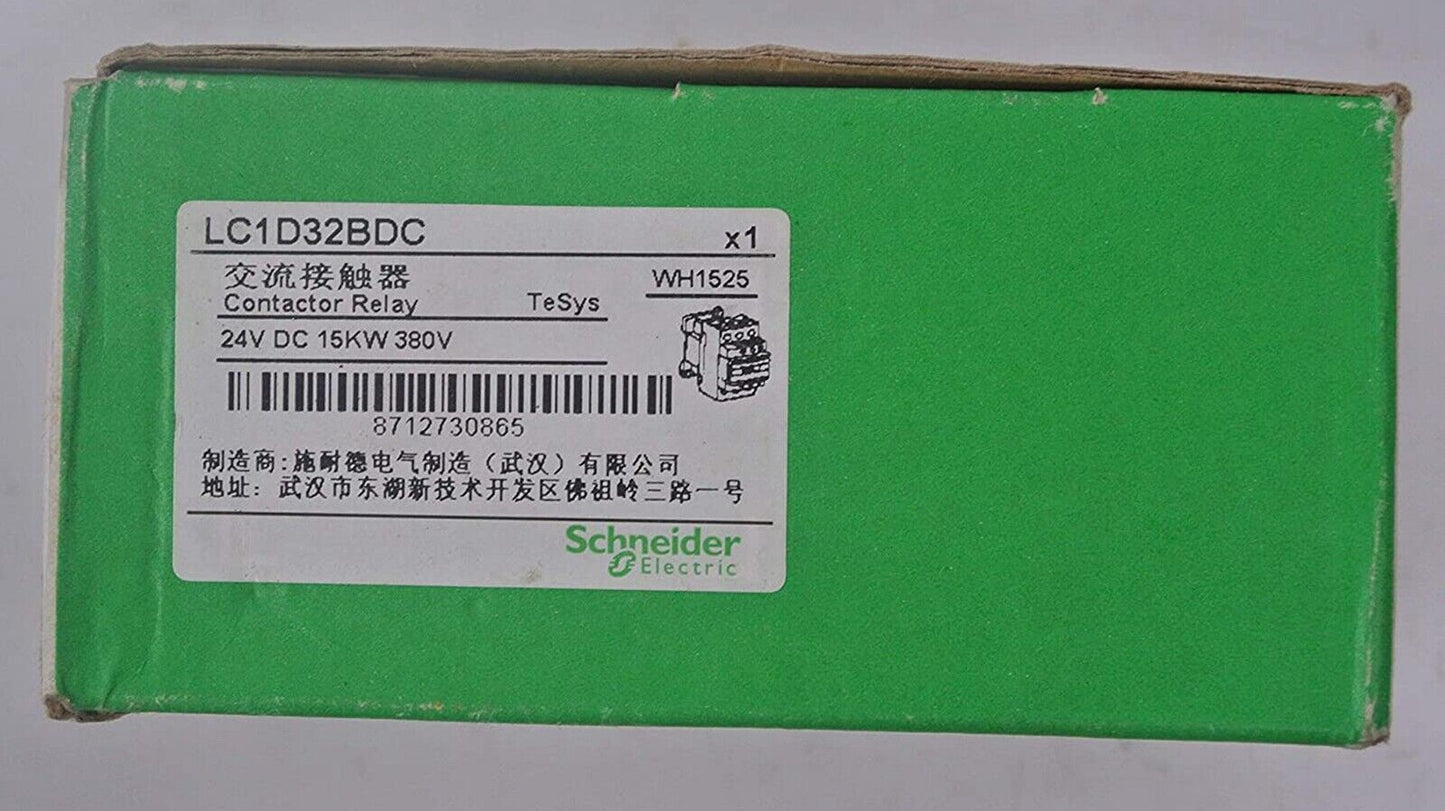 LC1D32BDC x1
交流接触器 WH1525
Contactor Relay TeSys
24V DC 15KW 380V
8712730865
制造商:施耐德电气制造（武汉）有限公司
地址: 武汉市东湖新技术开发区佛祖岭三路一号
Schneider
Electric